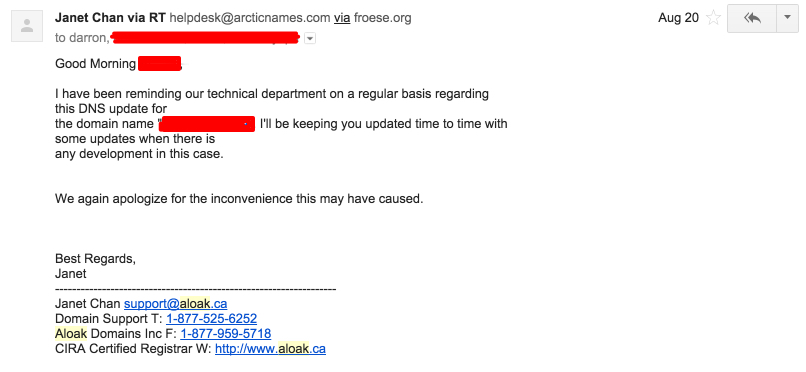 Janet Chan via RT helpdesk@arcticnames.com via froese.org Aug 20
to darron,
Good Morning
I have been reminding our technical department on a regular basis regarding
this DNS update for
the domain name " I'll be keeping you updated time to time with
some updates when there is
any development in this case.
We again apologize for the inconvenience this may have caused.
Best Regards,
Janet
----------------------------------------------------------------------
Janet Chan support@aloak.ca
Domain Support T: 1-877-525-6252
Aloak Domains Inc F: 1-877-959-5718
CIRA Certified Registrar W: http://www.aloak.ca